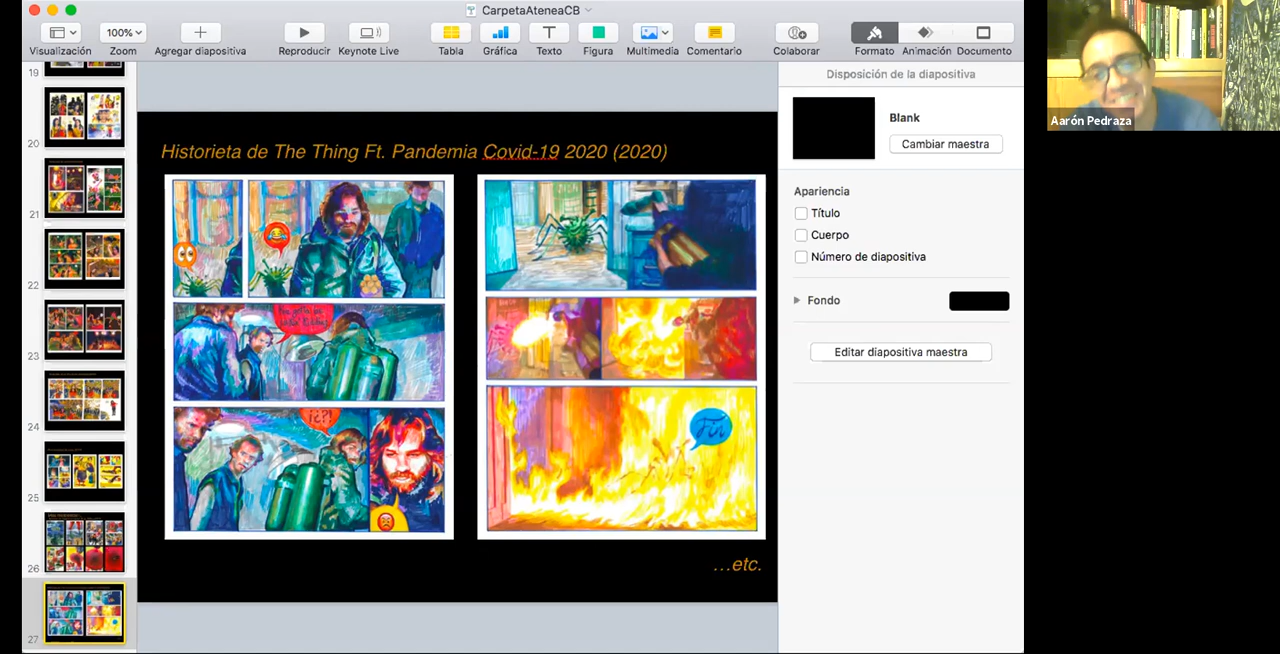 CarpetaAteneaCB
100%
Visualización
Zoom
Agregar diapositiva
Reproducir
Keynote Live
Tabla
Gráfica
Texto
Figura
Multimedia
Comentario
Colaborar
Formato
Animación
Documento
19
20
21
22
23
24
25
26
27
Historieta de The Thing Ft. Pandemia Covid-19 2020 (2020)
¡¿?!
Fin
...etc.
Disposición de la diapositiva
Blank
Cambiar maestra
Apariencia
Título
Cuerpo
Número de diapositiva
Fondo
Editar diapositiva maestra
Aarón Pedraza